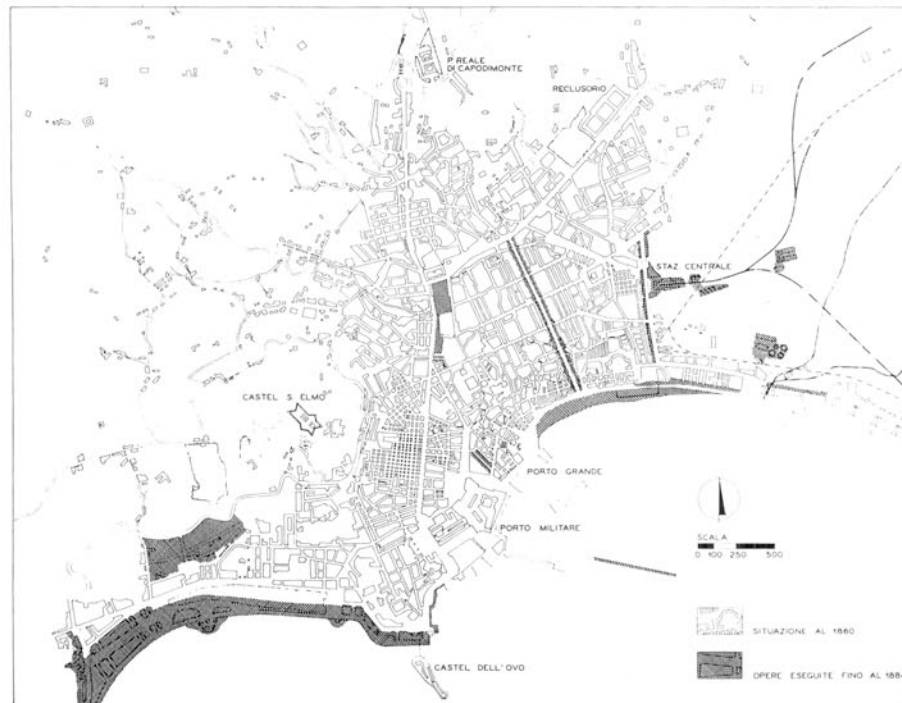 P. REALE
DI CAPODIMONTE
RECLUSORIO
STAZ CENTRALE
CASTEL S. ELMO
PORTO GRANDE
PORTO MILITARE
SCALA
0 100 250 500
SITUAZIONE AL 1860
CASTEL DELL'OVO
OPERE ESEGUITE FINO AL